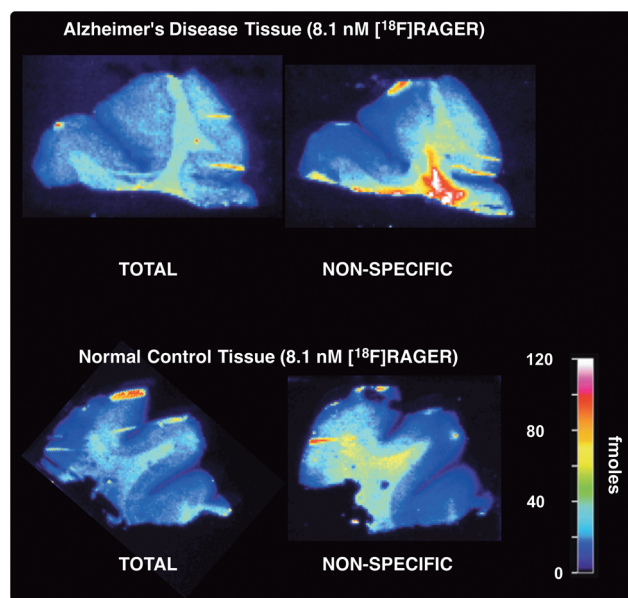 Alzheimer's Disease Tissue (8.1 nM [¹⁸F]RAGER)
TOTAL
NON-SPECIFIC
Normal Control Tissue (8.1 nM [¹⁸F]RAGER)
120
80
40
0
fmoles
TOTAL
NON-SPECIFIC